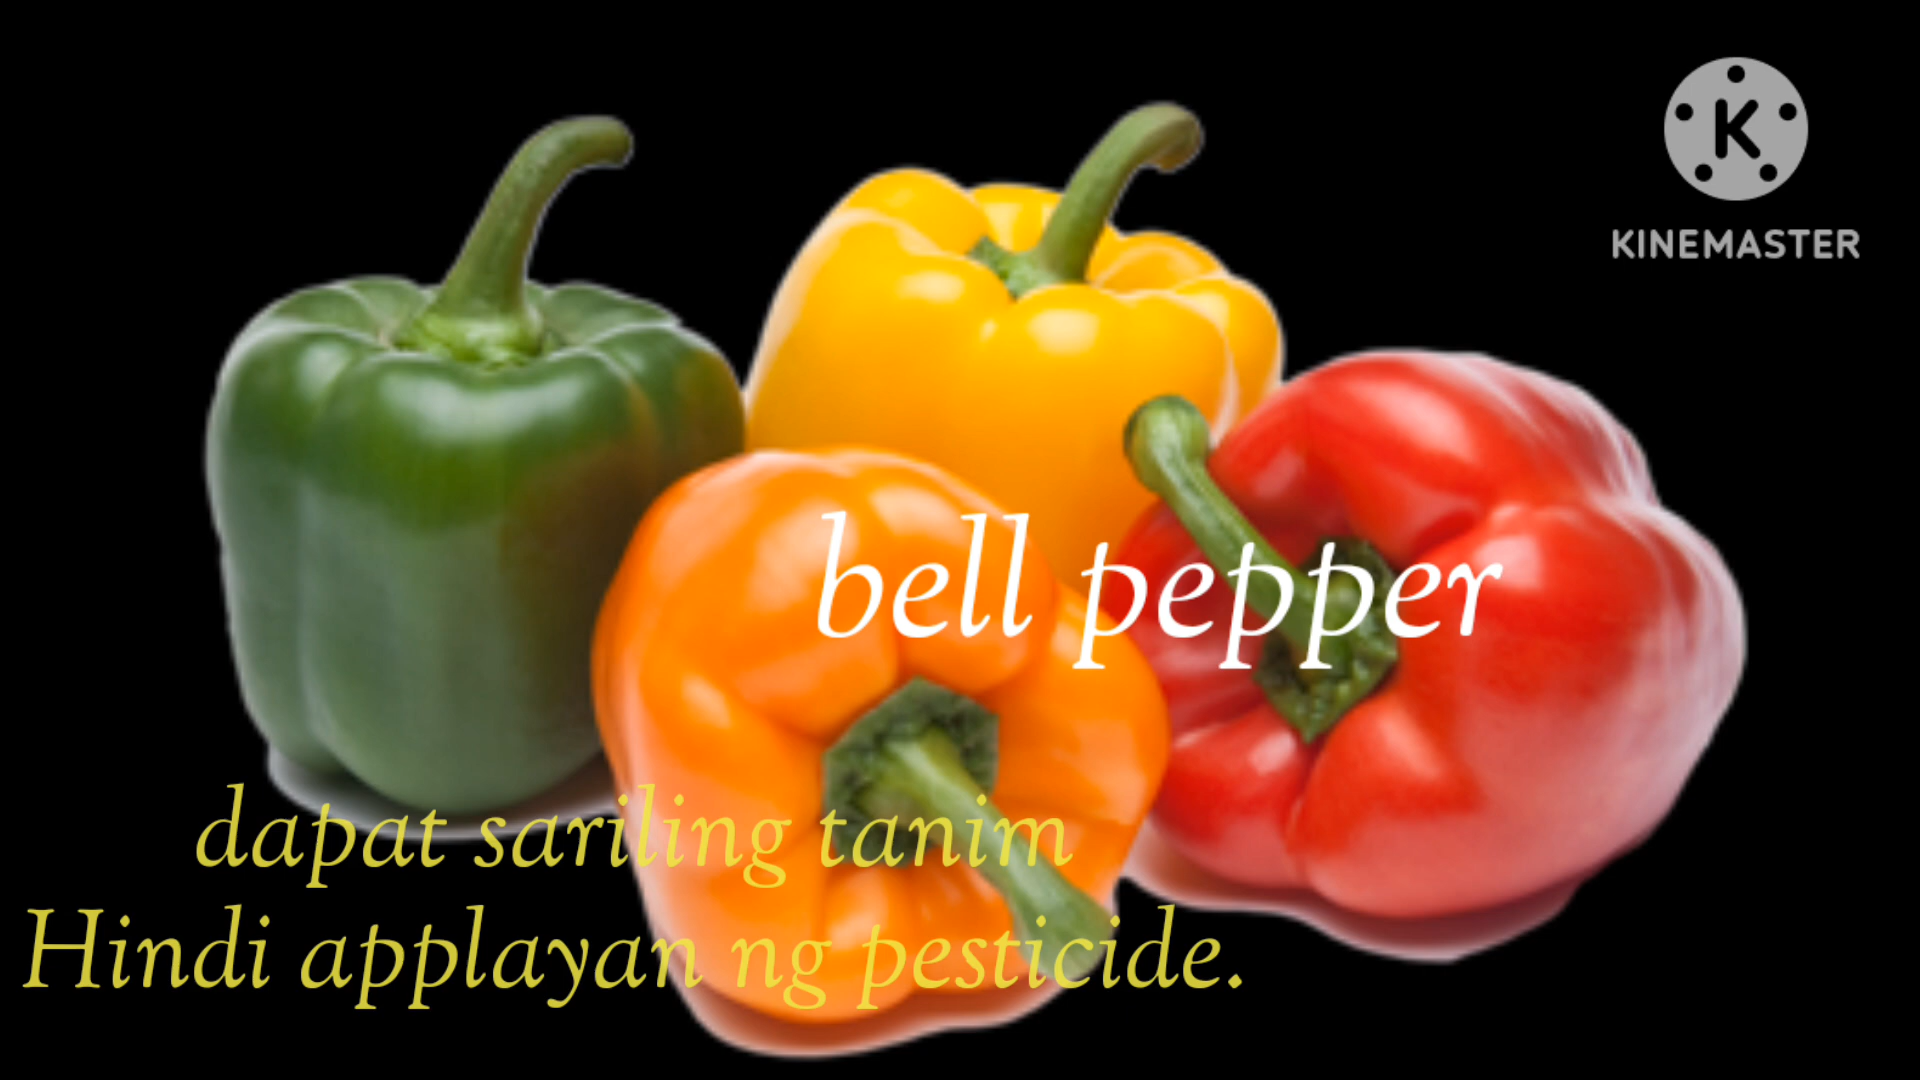 K
KINEMASTER
bell pepper
dapat sariling tanim
Hindi applayan ng pesticide.